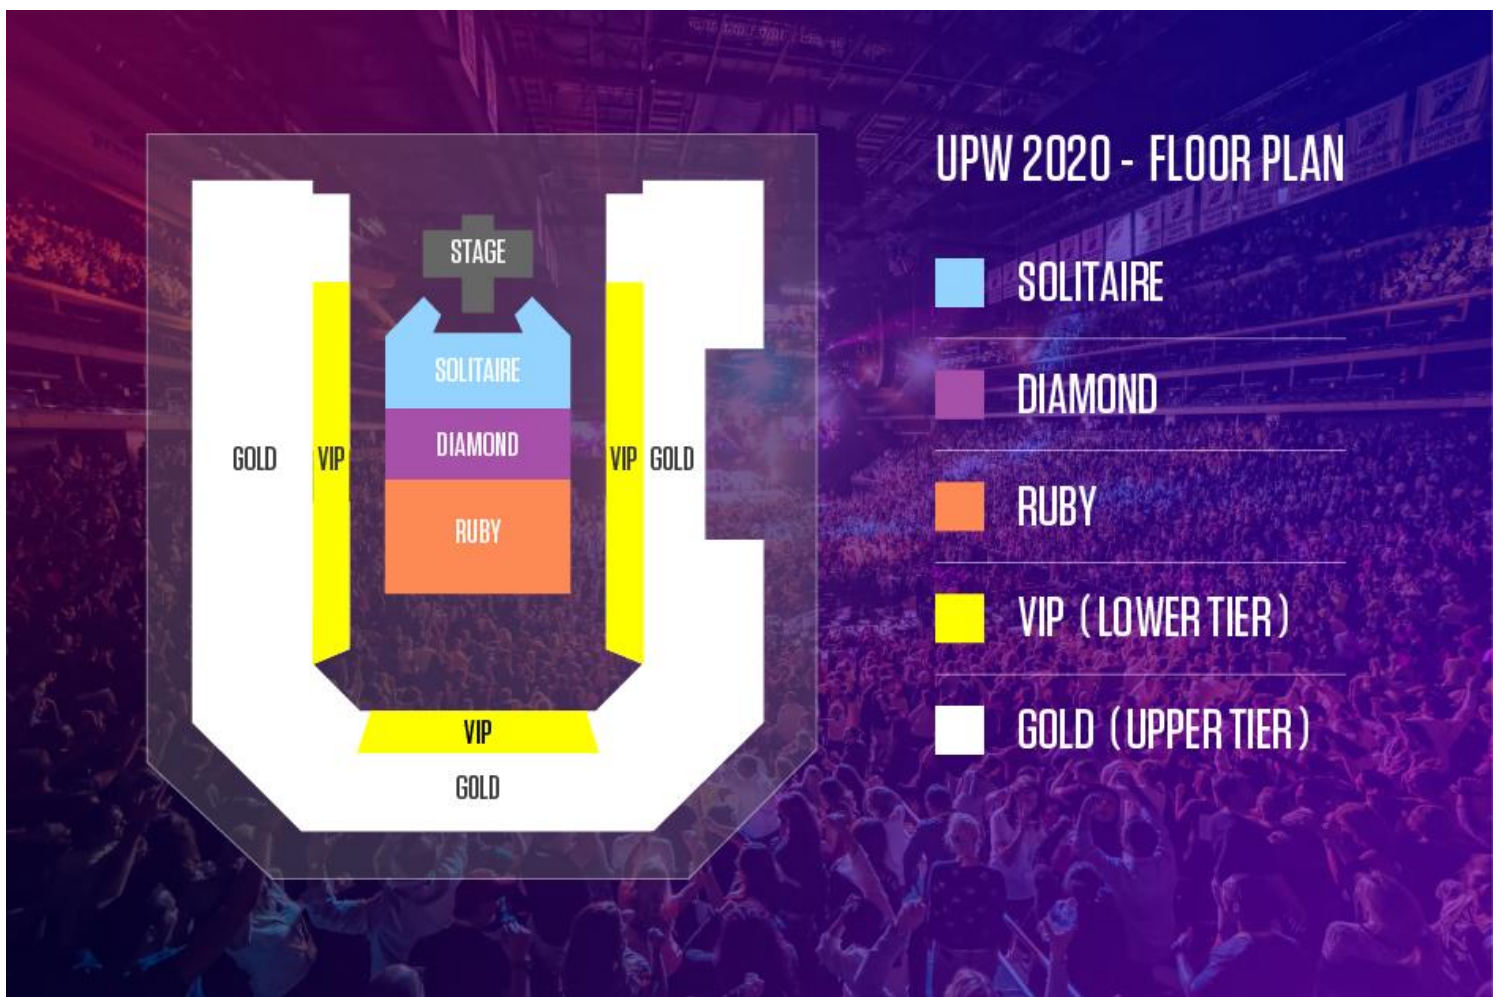 UPW 2020 - FLOOR PLAN
STAGE
SOLITAIRE
DIAMOND
RUBY
GOLD
VIP
VIP
GOLD
VIP
GOLD
SOLITAIRE
DIAMOND
RUBY
VIP (LOWER TIER)
GOLD (UPPER TIER)